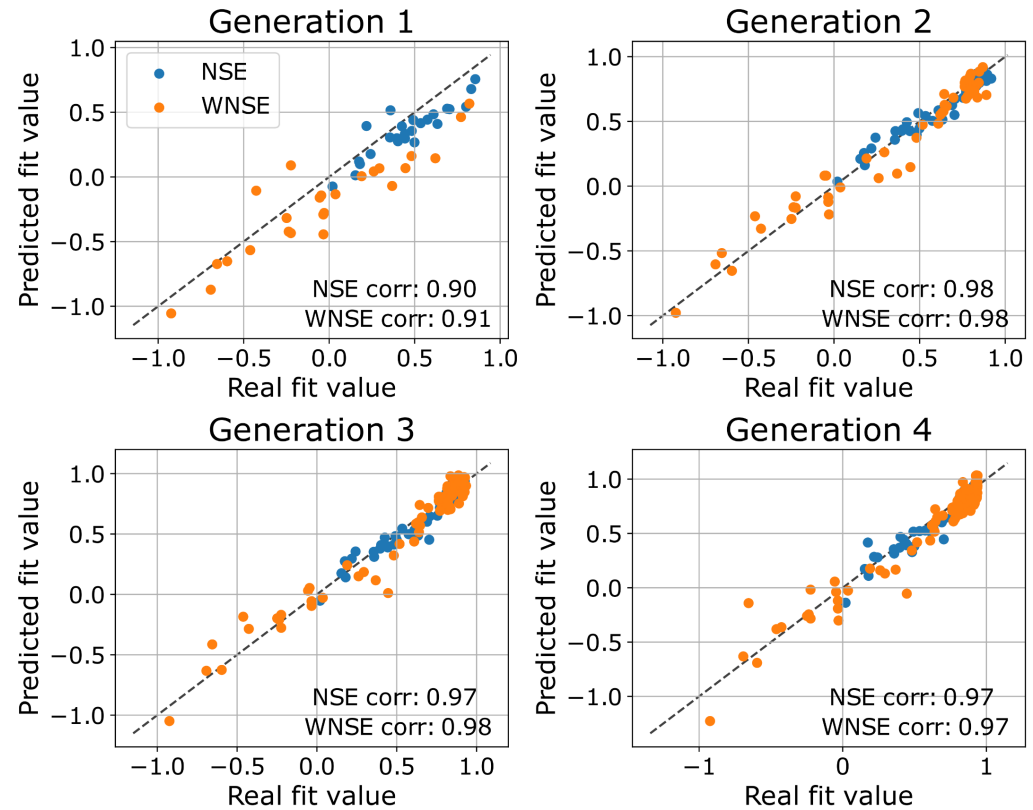 Generation 1
Predicted fit value
1.0
0.5
0.0
−0.5
−1.0
NSE
WNSE
NSE corr: 0.90
WNSE corr: 0.91
−1.0 −0.5 0.0 0.5 1.0
Real fit value
Generation 2
Predicted fit value
1.0
0.5
0.0
−0.5
−1.0
NSE corr: 0.98
WNSE corr: 0.98
−1.0 −0.5 0.0 0.5 1.0
Real fit value
Generation 3
Predicted fit value
1.0
0.5
0.0
−0.5
−1.0
NSE corr: 0.97
WNSE corr: 0.98
−1.0 −0.5 0.0 0.5 1.0
Real fit value
Generation 4
Predicted fit value
1.0
0.5
0.0
−0.5
−1.0
NSE corr: 0.97
WNSE corr: 0.97
−1 0 1
Real fit value